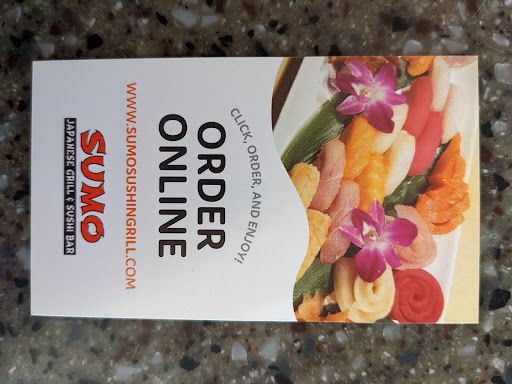 CLICK, ORDER, AND ENJOY!
ORDER
ONLINE
WWW.SUMOSUSHINGRILL.COM
SUMO
JAPANESE GRILL & SUSHI BAR